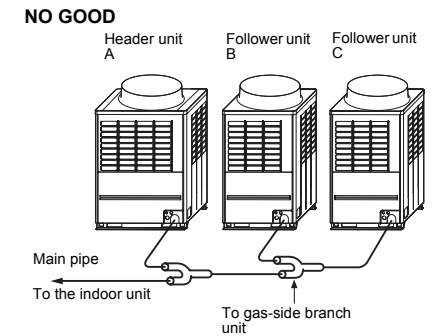 NO GOOD
Header unit
A
Follower unit
B
Follower unit
C
Main pipe
To the indoor unit
To gas-side branch
unit